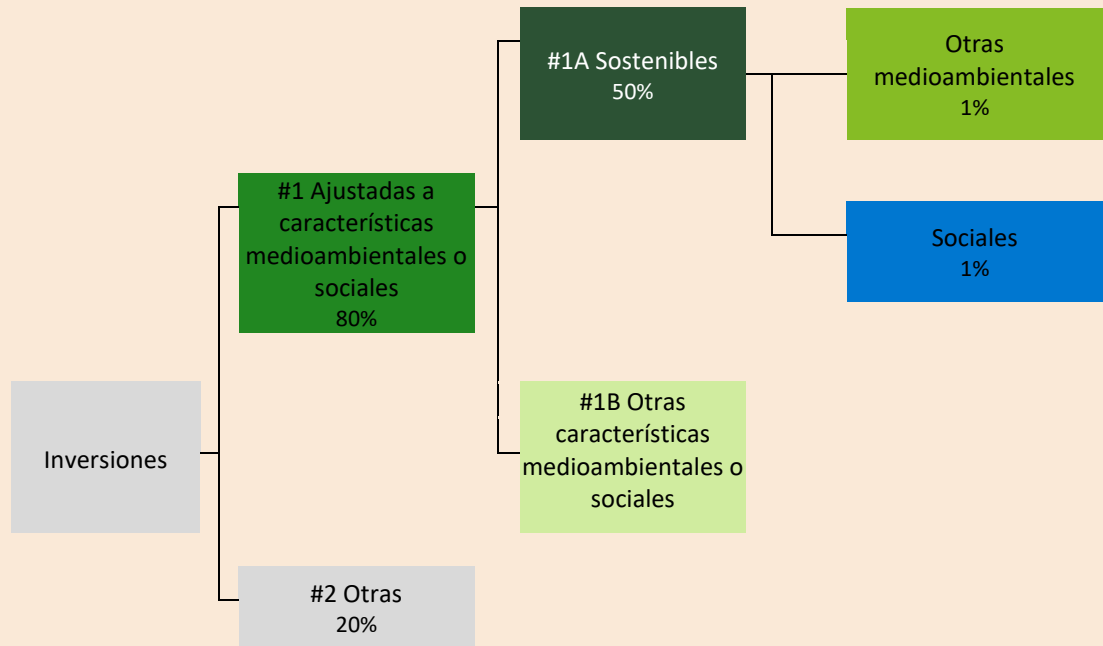 #1A Sostenibles
50%
Otras
medioambientales
1%
#1 Ajustadas a
características
medioambientales o
sociales
80%
Sociales
1%
Inversiones
#1B Otras
características
medioambientales o
sociales
#2 Otras
20%